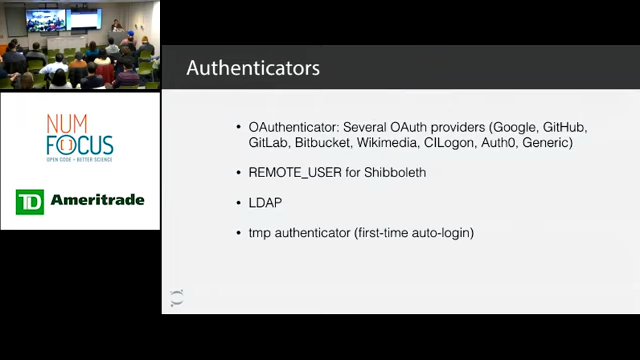 NUM
FOCUS
OPEN CODE = BETTER SCIENCE
TD Ameritrade
Authenticators
• OAuthenticator: Several OAuth providers (Google, GitHub,
GitLab, Bitbucket, Wikimedia, CILogon, Auth0, Generic)
• REMOTE_USER for Shibboleth
• LDAP
• tmp authenticator (first-time auto-login)